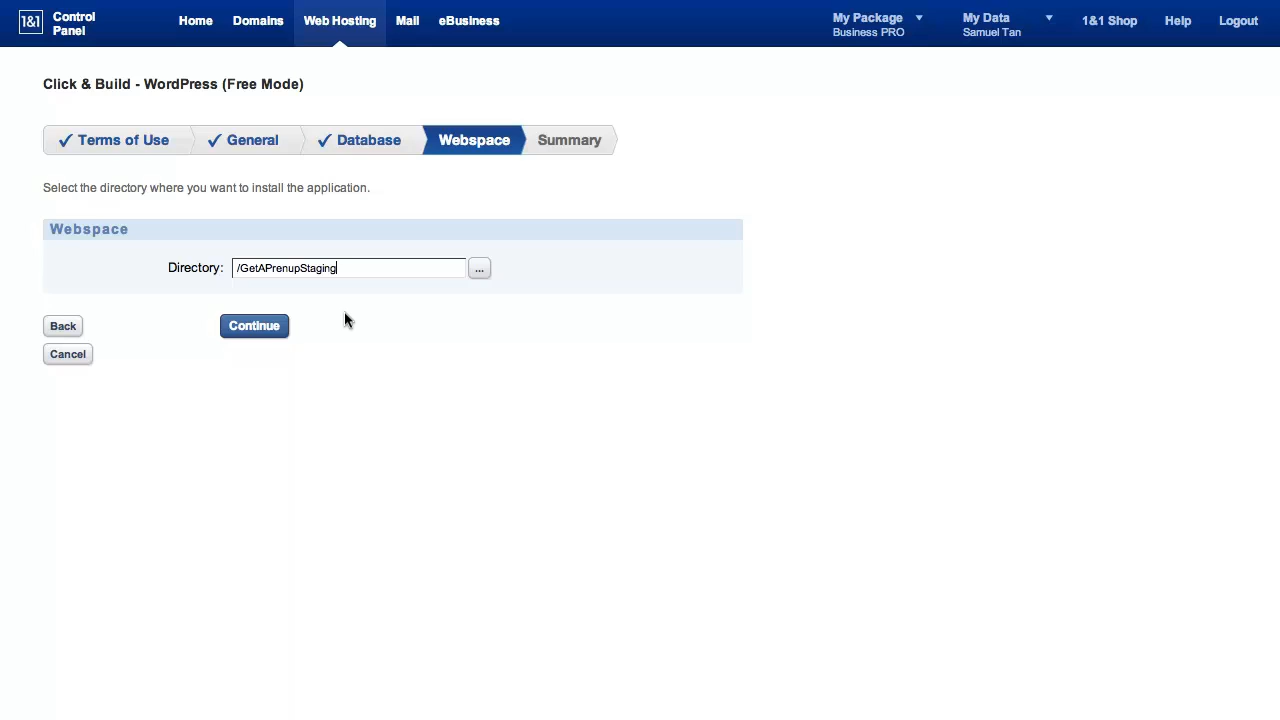 1&1 Control Panel
Home Domains Web Hosting Mail eBusiness
My Package
Business PRO
My Data
Samuel Tan
1&1 Shop Help Logout
Click & Build - WordPress (Free Mode)
Terms of Use General Database Webspace Summary
Select the directory where you want to install the application.
Webspace
Directory: /GetAPrenupStaging ...
Back Continue
Cancel